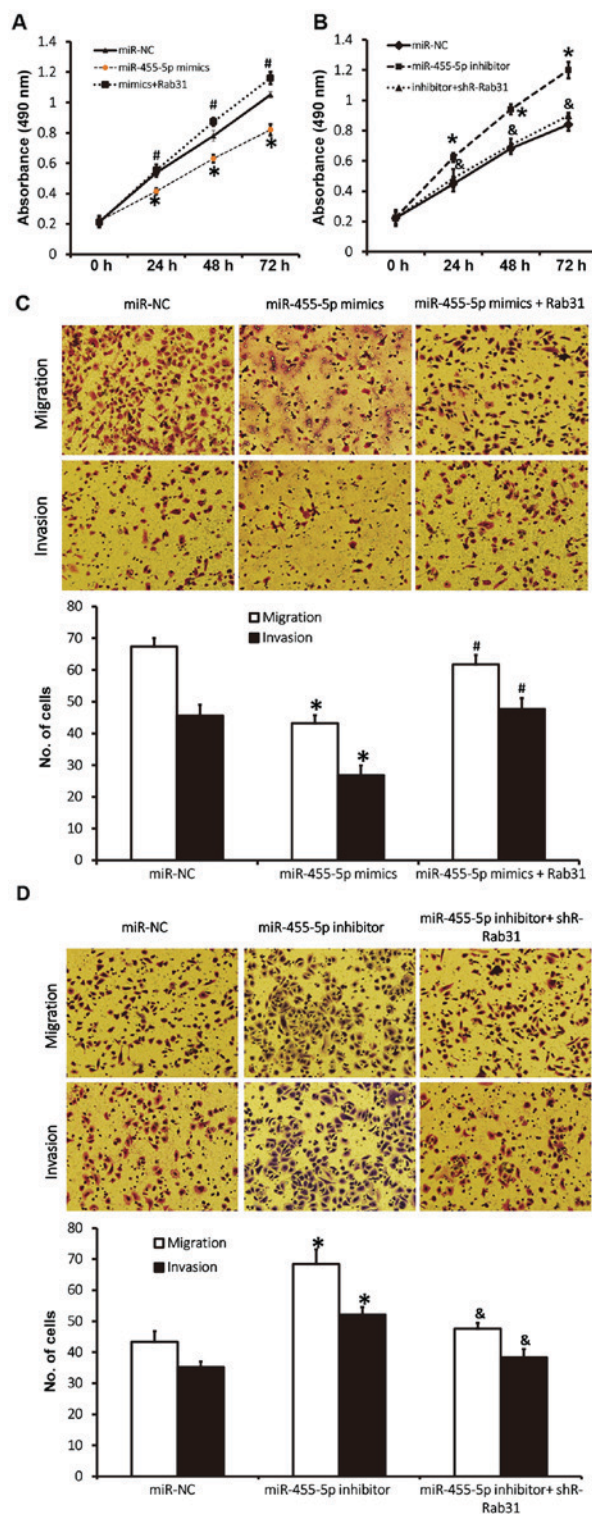 A
miR-NC
miR-455-5p mimics
mimics+Rab31
Absorbance (490 nm)
1.4
1.2
1
0.8
0.6
0.4
0.2
0
0 h
24 h
48 h
72 h
#
#
#
*
*
*
B
miR-NC
miR-455-5p inhibitor
inhibitor+shR-Rab31
Absorbance (490 nm)
1.4
1.2
1
0.8
0.6
0.4
0.2
0
0 h
24 h
48 h
72 h
*
*
*
&
&
&
C
miR-NC
miR-455-5p mimics
miR-455-5p mimics + Rab31
Migration
Invasion
Migration
Invasion
No. of cells
80
70
60
50
40
30
20
10
0
*
*
#
#
miR-NC
miR-455-5p mimics
miR-455-5p mimics + Rab31
D
miR-NC
miR-455-5p inhibitor
miR-455-5p inhibitor+ shR-
Rab31
Migration
Invasion
Migration
Invasion
No. of cells
80
70
60
50
40
30
20
10
0
*
*
&
&
miR-NC
miR-455-5p inhibitor
miR-455-5p inhibitor+ shR-
Rab31